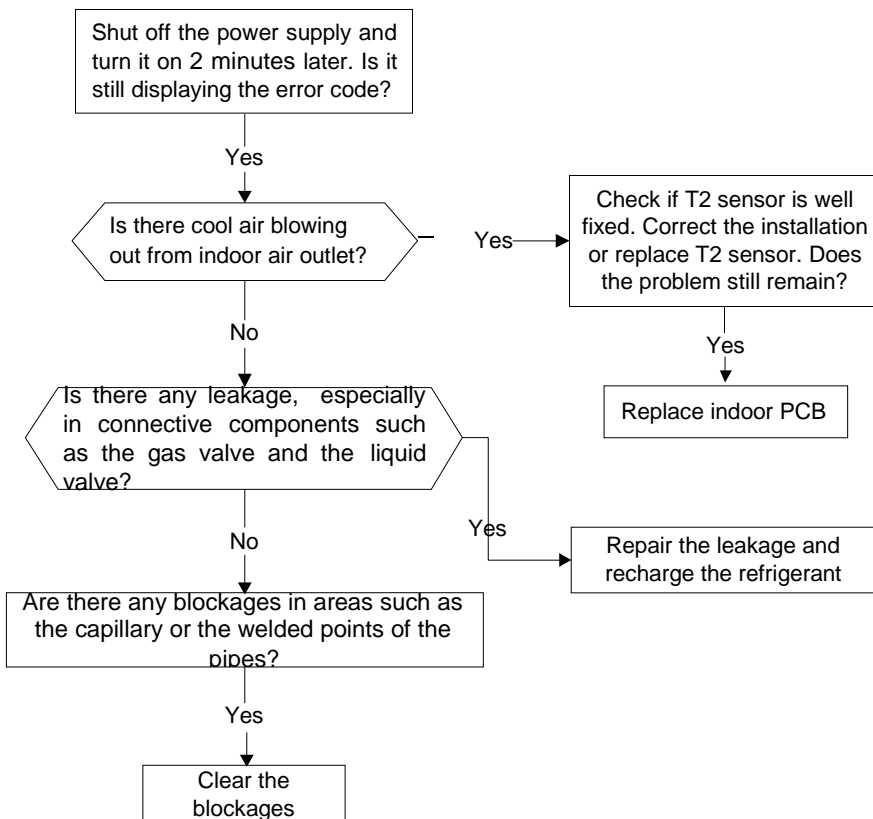 Shut off the power supply and
turn it on 2 minutes later. Is it
still displaying the error code?
Yes
Is there cool air blowing
out from indoor air outlet?
Yes
Check if T2 sensor is well
fixed. Correct the installation
or replace T2 sensor. Does
the problem still remain?
Yes
Replace indoor PCB
No
Is there any leakage, especially
in connective components such
as the gas valve and the liquid
valve?
Yes
Repair the leakage and
recharge the refrigerant
No
Are there any blockages in areas such as
the capillary or the welded points of the
pipes?
Yes
Clear the
blockages